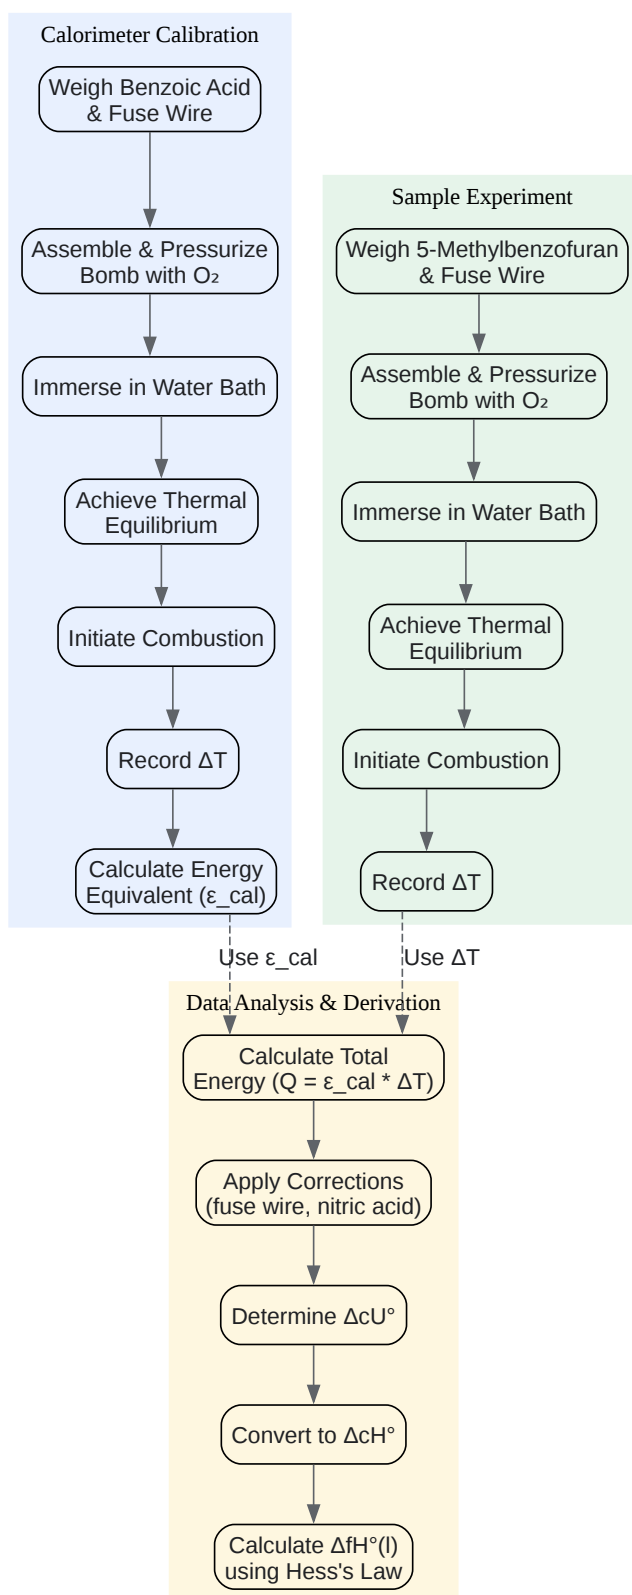 Calorimeter Calibration
Weigh Benzoic Acid
& Fuse Wire
Assemble & Pressurize
Bomb with O₂
Immerse in Water Bath
Achieve Thermal
Equilibrium
Initiate Combustion
Record ΔT
Calculate Energy
Equivalent (ε_cal)
Sample Experiment
Weigh 5-Methylbenzofuran
& Fuse Wire
Assemble & Pressurize
Bomb with O₂
Immerse in Water Bath
Achieve Thermal
Equilibrium
Initiate Combustion
Record ΔT
Use ε_cal
Use ΔT
Data Analysis & Derivation
Calculate Total
Energy (Q = ε_cal * ΔT)
Apply Corrections
(fuse wire, nitric acid)
Determine ΔcU°
Convert to ΔcH°
Calculate ΔfH°(l)
using Hess's Law